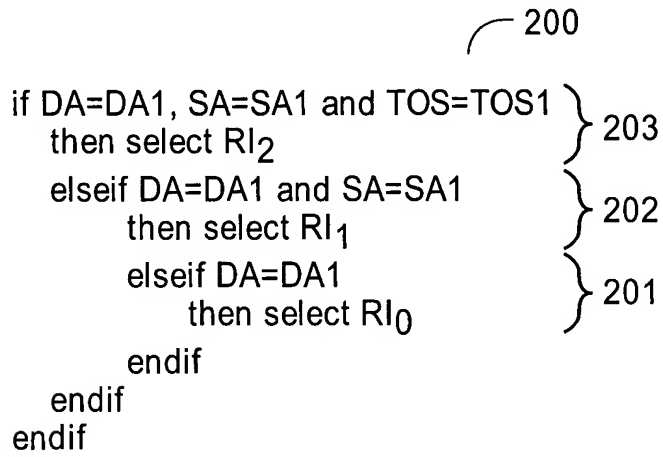 200
if DA=DA1, SA=SA1 and TOS=TOS1
then select RI2
203
elseif DA=DA1 and SA=SA1
then select RI1
202
elseif DA=DA1
then select RI0
201
endif
endif
endif